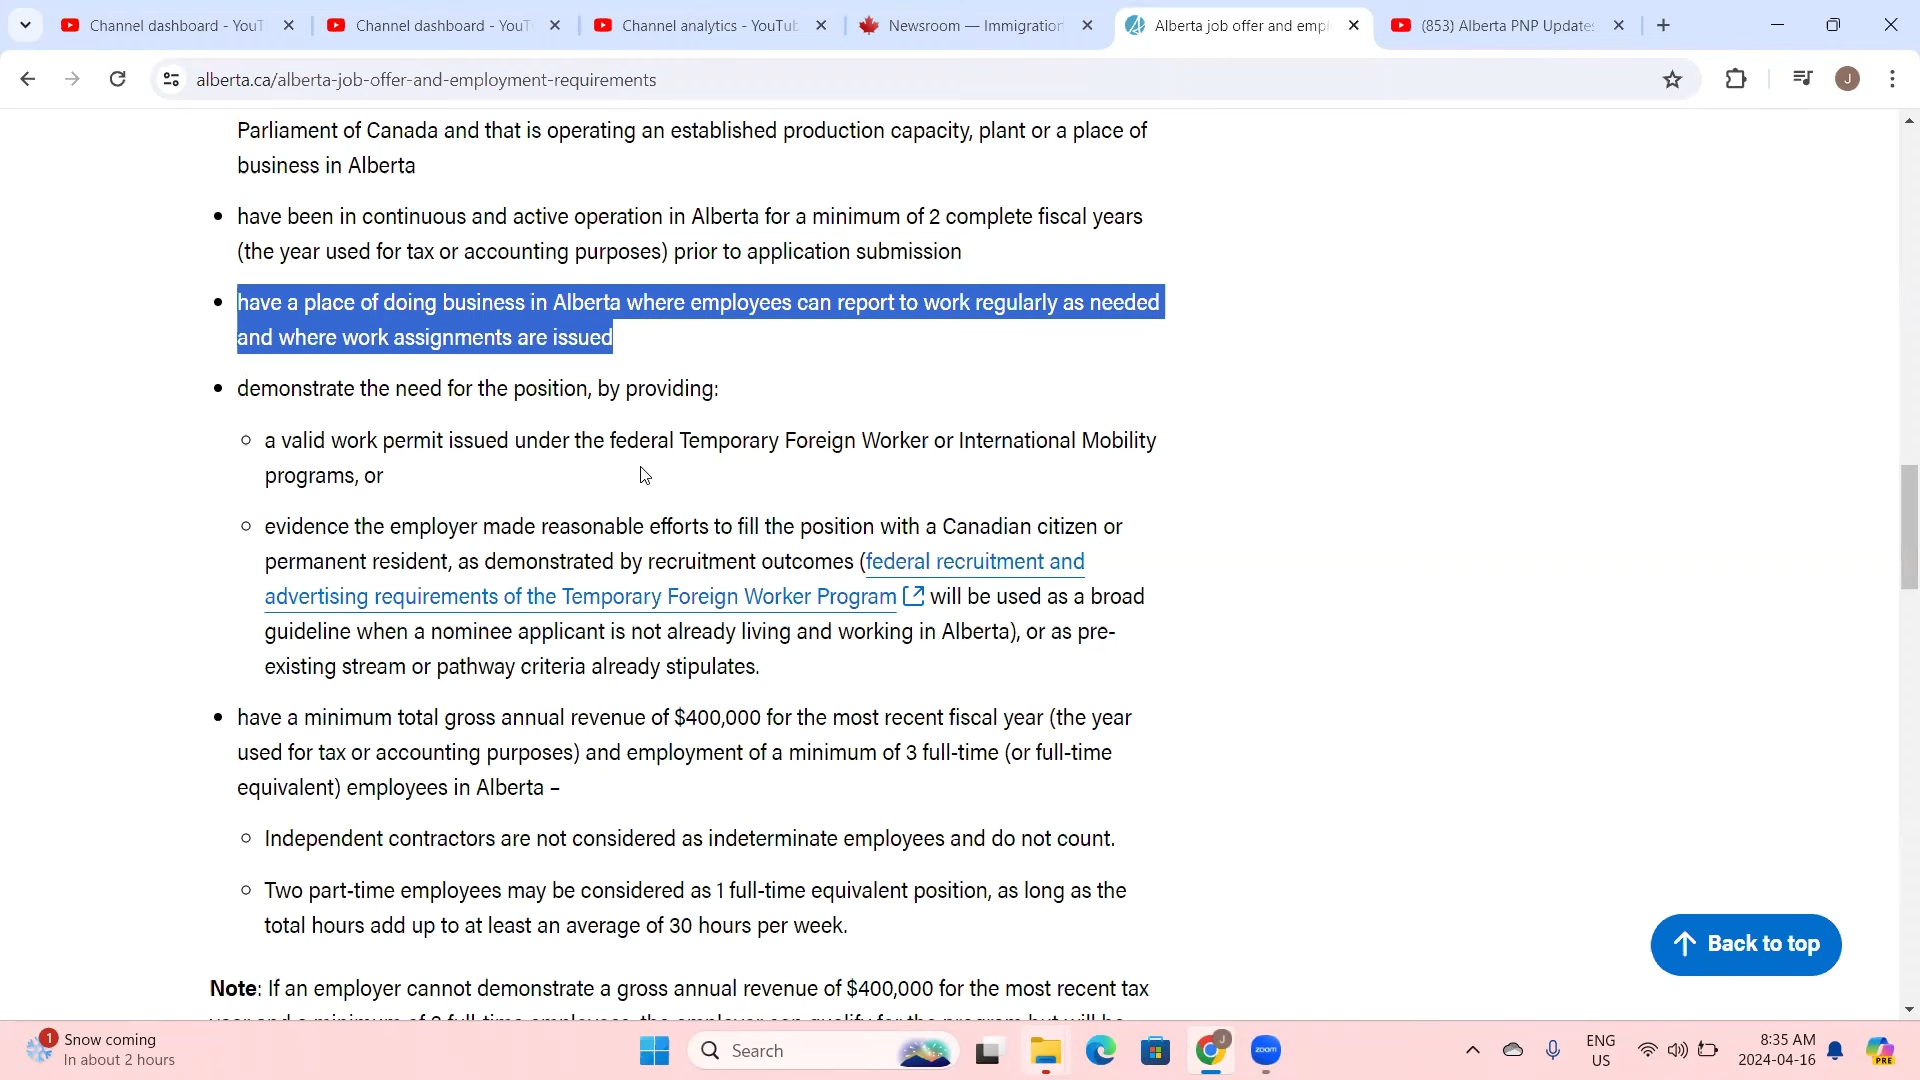 Channel dashboard - YouT
Channel dashboard - YouT
Channel analytics - YouTub
Newsroom — Immigration
Alberta job offer and empl
(853) Alberta PNP Update
alberta.ca/alberta-job-offer-and-employment-requirements
J
Parliament of Canada and that is operating an established production capacity, plant or a place of
business in Alberta
have been in continuous and active operation in Alberta for a minimum of 2 complete fiscal years
(the year used for tax or accounting purposes) prior to application submission
have a place of doing business in Alberta where employees can report to work regularly as needed
and where work assignments are issued
demonstrate the need for the position, by providing:
a valid work permit issued under the federal Temporary Foreign Worker or International Mobility
programs, or
evidence the employer made reasonable efforts to fill the position with a Canadian citizen or
permanent resident, as demonstrated by recruitment outcomes (federal recruitment and
advertising requirements of the Temporary Foreign Worker Program will be used as a broad
guideline when a nominee applicant is not already living and working in Alberta), or as pre-
existing stream or pathway criteria already stipulates.
have a minimum total gross annual revenue of $400,000 for the most recent fiscal year (the year
used for tax or accounting purposes) and employment of a minimum of 3 full-time (or full-time
equivalent) employees in Alberta –
Independent contractors are not considered as indeterminate employees and do not count.
Two part-time employees may be considered as 1 full-time equivalent position, as long as the
total hours add up to at least an average of 30 hours per week.
Back to top
Note: If an employer cannot demonstrate a gross annual revenue of $400,000 for the most recent tax
1
Snow coming
In about 2 hours
Search
J
zoom
ENG
US
8:35 AM
2024-04-16
PRE